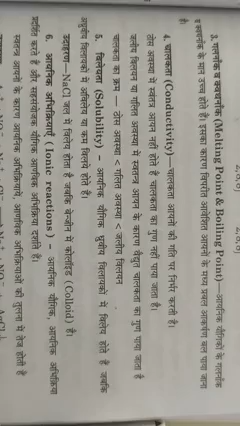 3. गलनांक व क्वथनांक (Melting Point & Boiling Point)— आयनिक यौगिकों के गलनांक
व क्वथनांक के मान उच्च होते हैं। इसका कारण विपरीत आवेशित आयनों के मध्य प्रबल आकर्षण बल पाया जाना
है।
4. चालकता (Conductivity)— चालकता आयनों की गति पर निर्भर करती है।
ठोस अवस्था में स्वतंत्र आयन नहीं होते हैं चालकता का गुण नहीं पाया जाता है।
जलीय विलयन या गलित अवस्था में स्वतन्त्र आयन के कारण वैद्युत चालकता का गुण पाया जाता है
चालकता का क्रम — ठोस अवस्था < गलित अवस्था < जलीय विलयन
5. विलेयता (Solubility) – आयनिक यौगिक ध्रुवीय विलायकों में विलेय होते हैं जबकि
अध्रुवीय विलायकों में अविलेय या कम विलेय होते हैं।
उदाहरण – NaCl जल में विलेय होता है जबकि बेन्जीन में कोलॉइड (Colloid) है।
6. आयनिक अभिक्रियाएँ (Ionic reactions) – आयनिक यौगिक, आयनिक अभिक्रिया
प्रदर्शित करते हैं और सहसंयोजक यौगिक आणविक अभिक्रिया दर्शाते हैं।
स्वतन्त्र आयनों के कारण आयनिक अभिक्रियाएँ आणविक अभिक्रियाओं की तुलना में तेज होती हैं